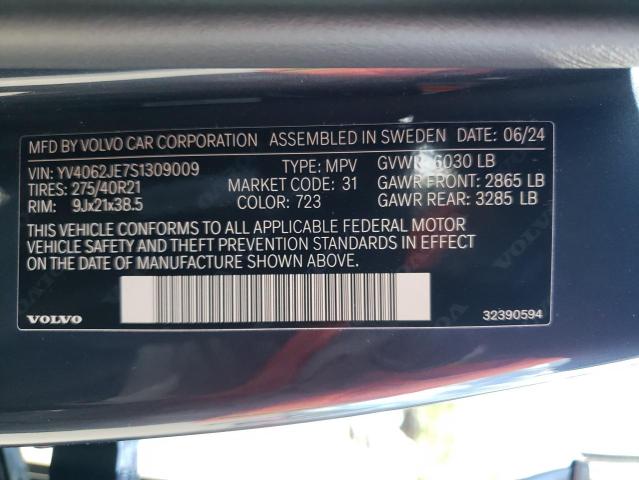 MFD BY VOLVO CAR CORPORATION ASSEMBLED IN SWEDEN DATE: 06/24
VIN: YV4062JE7S1309009 TYPE: MPV GVWR: 6030 LB
TIRES: 275/40R21 MARKET CODE: 31 GAWR FRONT: 2865 LB
RIM: 9Jx21x38.5 COLOR: 723 GAWR REAR: 3285 LB
THIS VEHICLE CONFORMS TO ALL APPLICABLE FEDERAL MOTOR
VEHICLE SAFETY AND THEFT PREVENTION STANDARDS IN EFFECT
ON THE DATE OF MANUFACTURE SHOWN ABOVE.
VOLVO 32390594